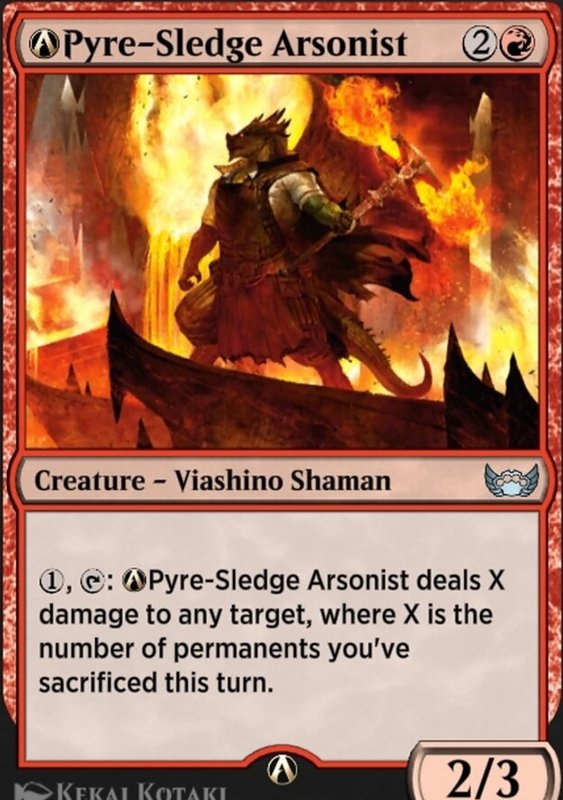 Pyre-Sledge Arsonist 2
Creature - Viashino Shaman
1, : Pyre-Sledge Arsonist deals X
damage to any target, where X is the
number of permanents you've
sacrificed this turn.
2/3
KEKAI KOTAKI